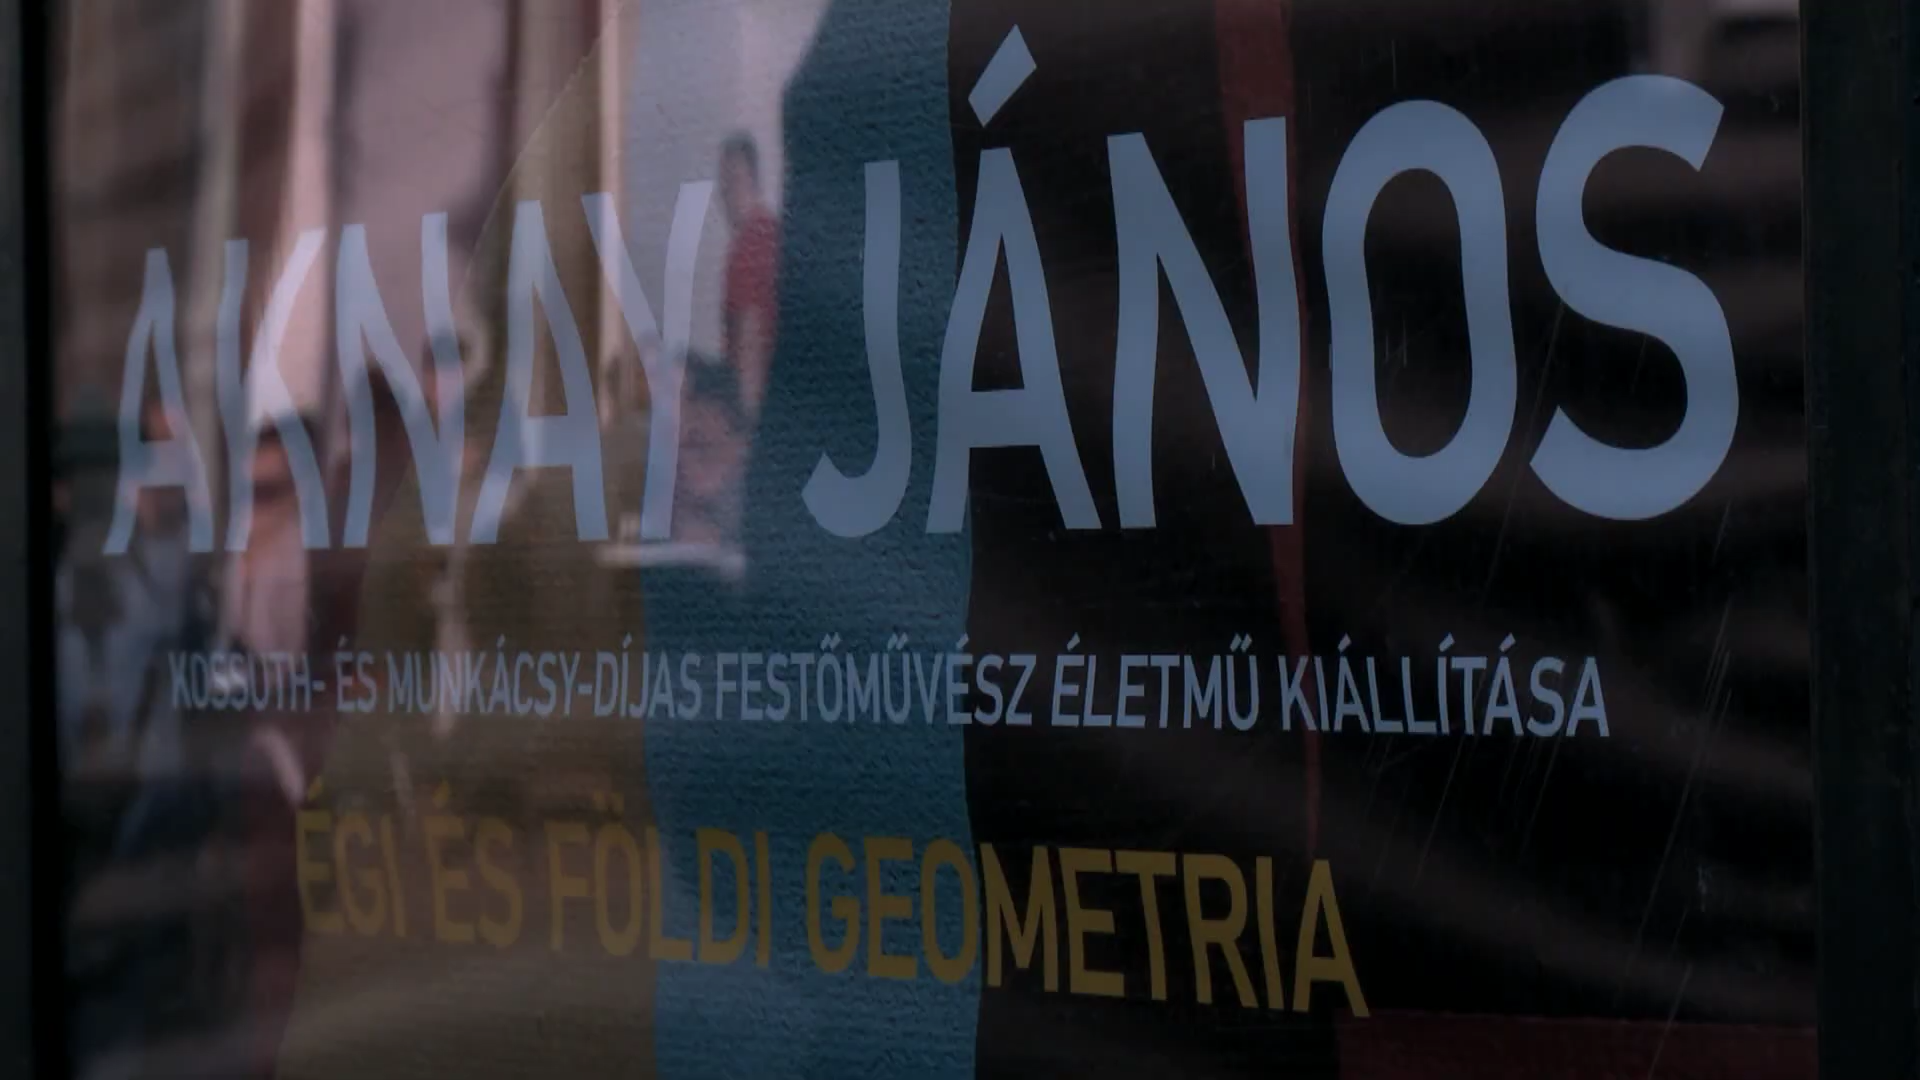 AKNAY JÁNOS
KOSSUTH- ÉS MUNKÁCSY-DÍJAS FESTŐMŰVÉSZ ÉLETMŰ KIÁLLÍTÁSA
ÉGI ÉS FÖLDI GEOMETRIA